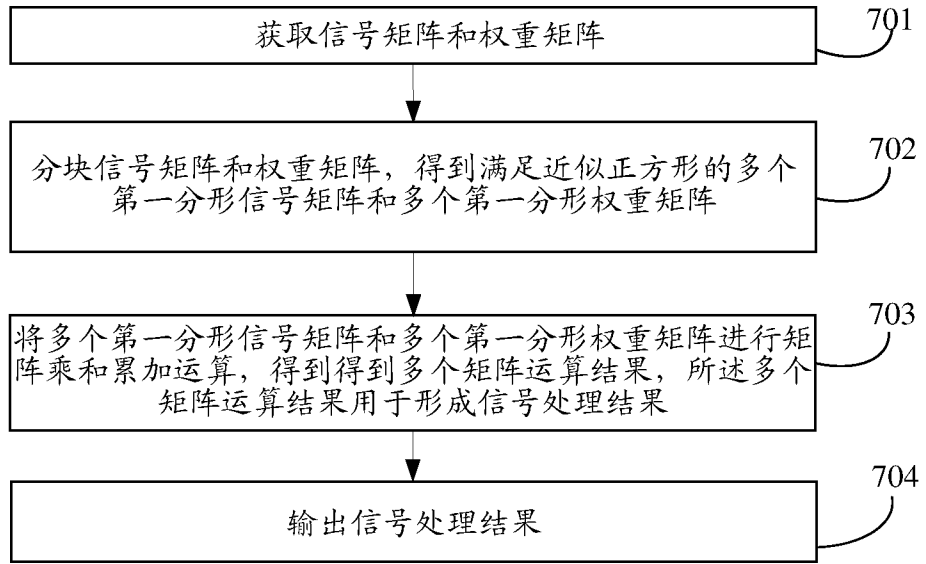 获取信号矩阵和权重矩阵
701
分块信号矩阵和权重矩阵，得到满足近似正方形的多个
第一分形信号矩阵和多个第一分形权重矩阵
702
将多个第一分形信号矩阵和多个第一分形权重矩阵进行矩
阵乘和累加运算，得到得到多个矩阵运算结果，所述多个
矩阵运算结果用于形成信号处理结果
703
输出信号处理结果
704